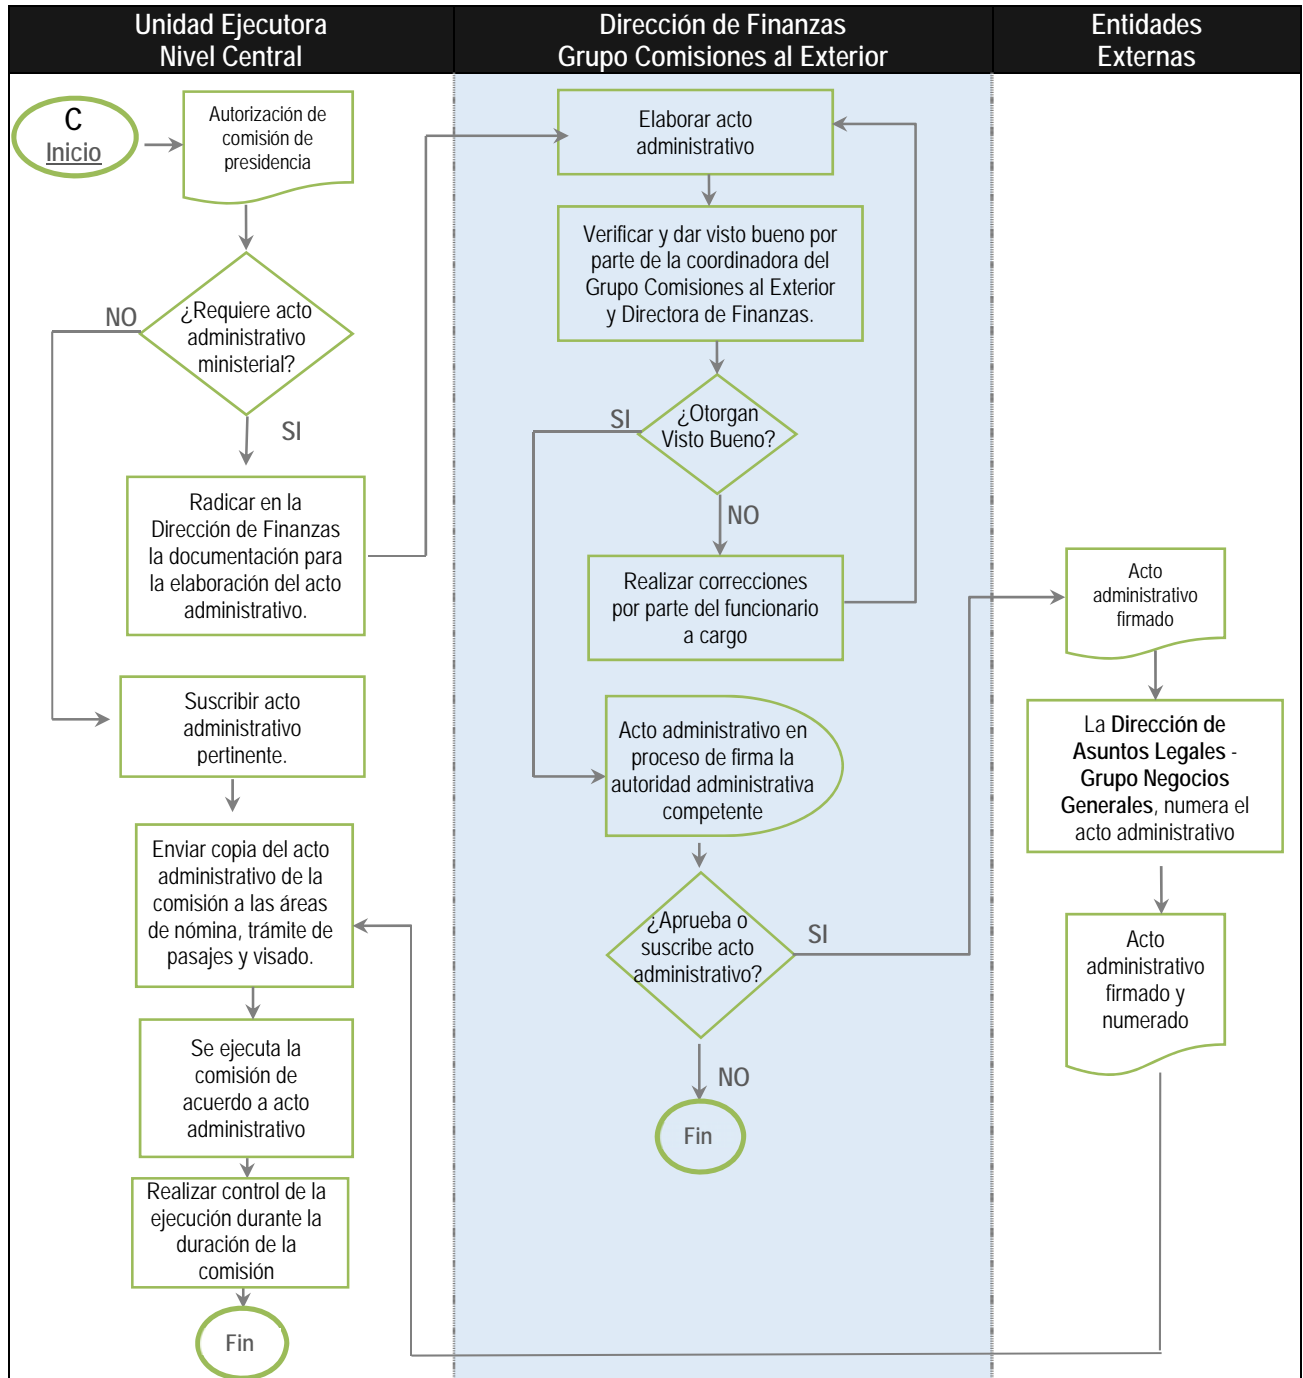 Unidad Ejecutora
Nivel Central
Dirección de Finanzas
Grupo Comisiones al Exterior
Entidades
Externas
C
Inicio
Autorización de
comisión de
presidencia
¿Requiere acto
administrativo
ministerial?
NO
SI
Radicar en la
Dirección de Finanzas
la documentación para
la elaboración del acto
administrativo.
Suscribir acto
administrativo
pertinente.
Enviar copia del acto
administrativo de la
comisión a las áreas
de nómina, trámite de
pasajes y visado.
Se ejecuta la
comisión de
acuerdo a acto
administrativo
Realizar control de la
ejecución durante la
duración de la
comisión
Fin
Elaborar acto
administrativo
Verificar y dar visto bueno por
parte de la coordinadora del
Grupo Comisiones al Exterior
y Directora de Finanzas.
¿Otorgan
Visto Bueno?
SI
NO
Realizar correcciones
por parte del funcionario
a cargo
Acto administrativo en
proceso de firma la
autoridad administrativa
competente
¿Aprueba o
suscribe acto
administrativo?
SI
NO
Fin
Acto
administrativo
firmado
La Dirección de
Asuntos Legales -
Grupo Negocios
Generales, numera el
acto administrativo
Acto
administrativo
firmado y
numerado